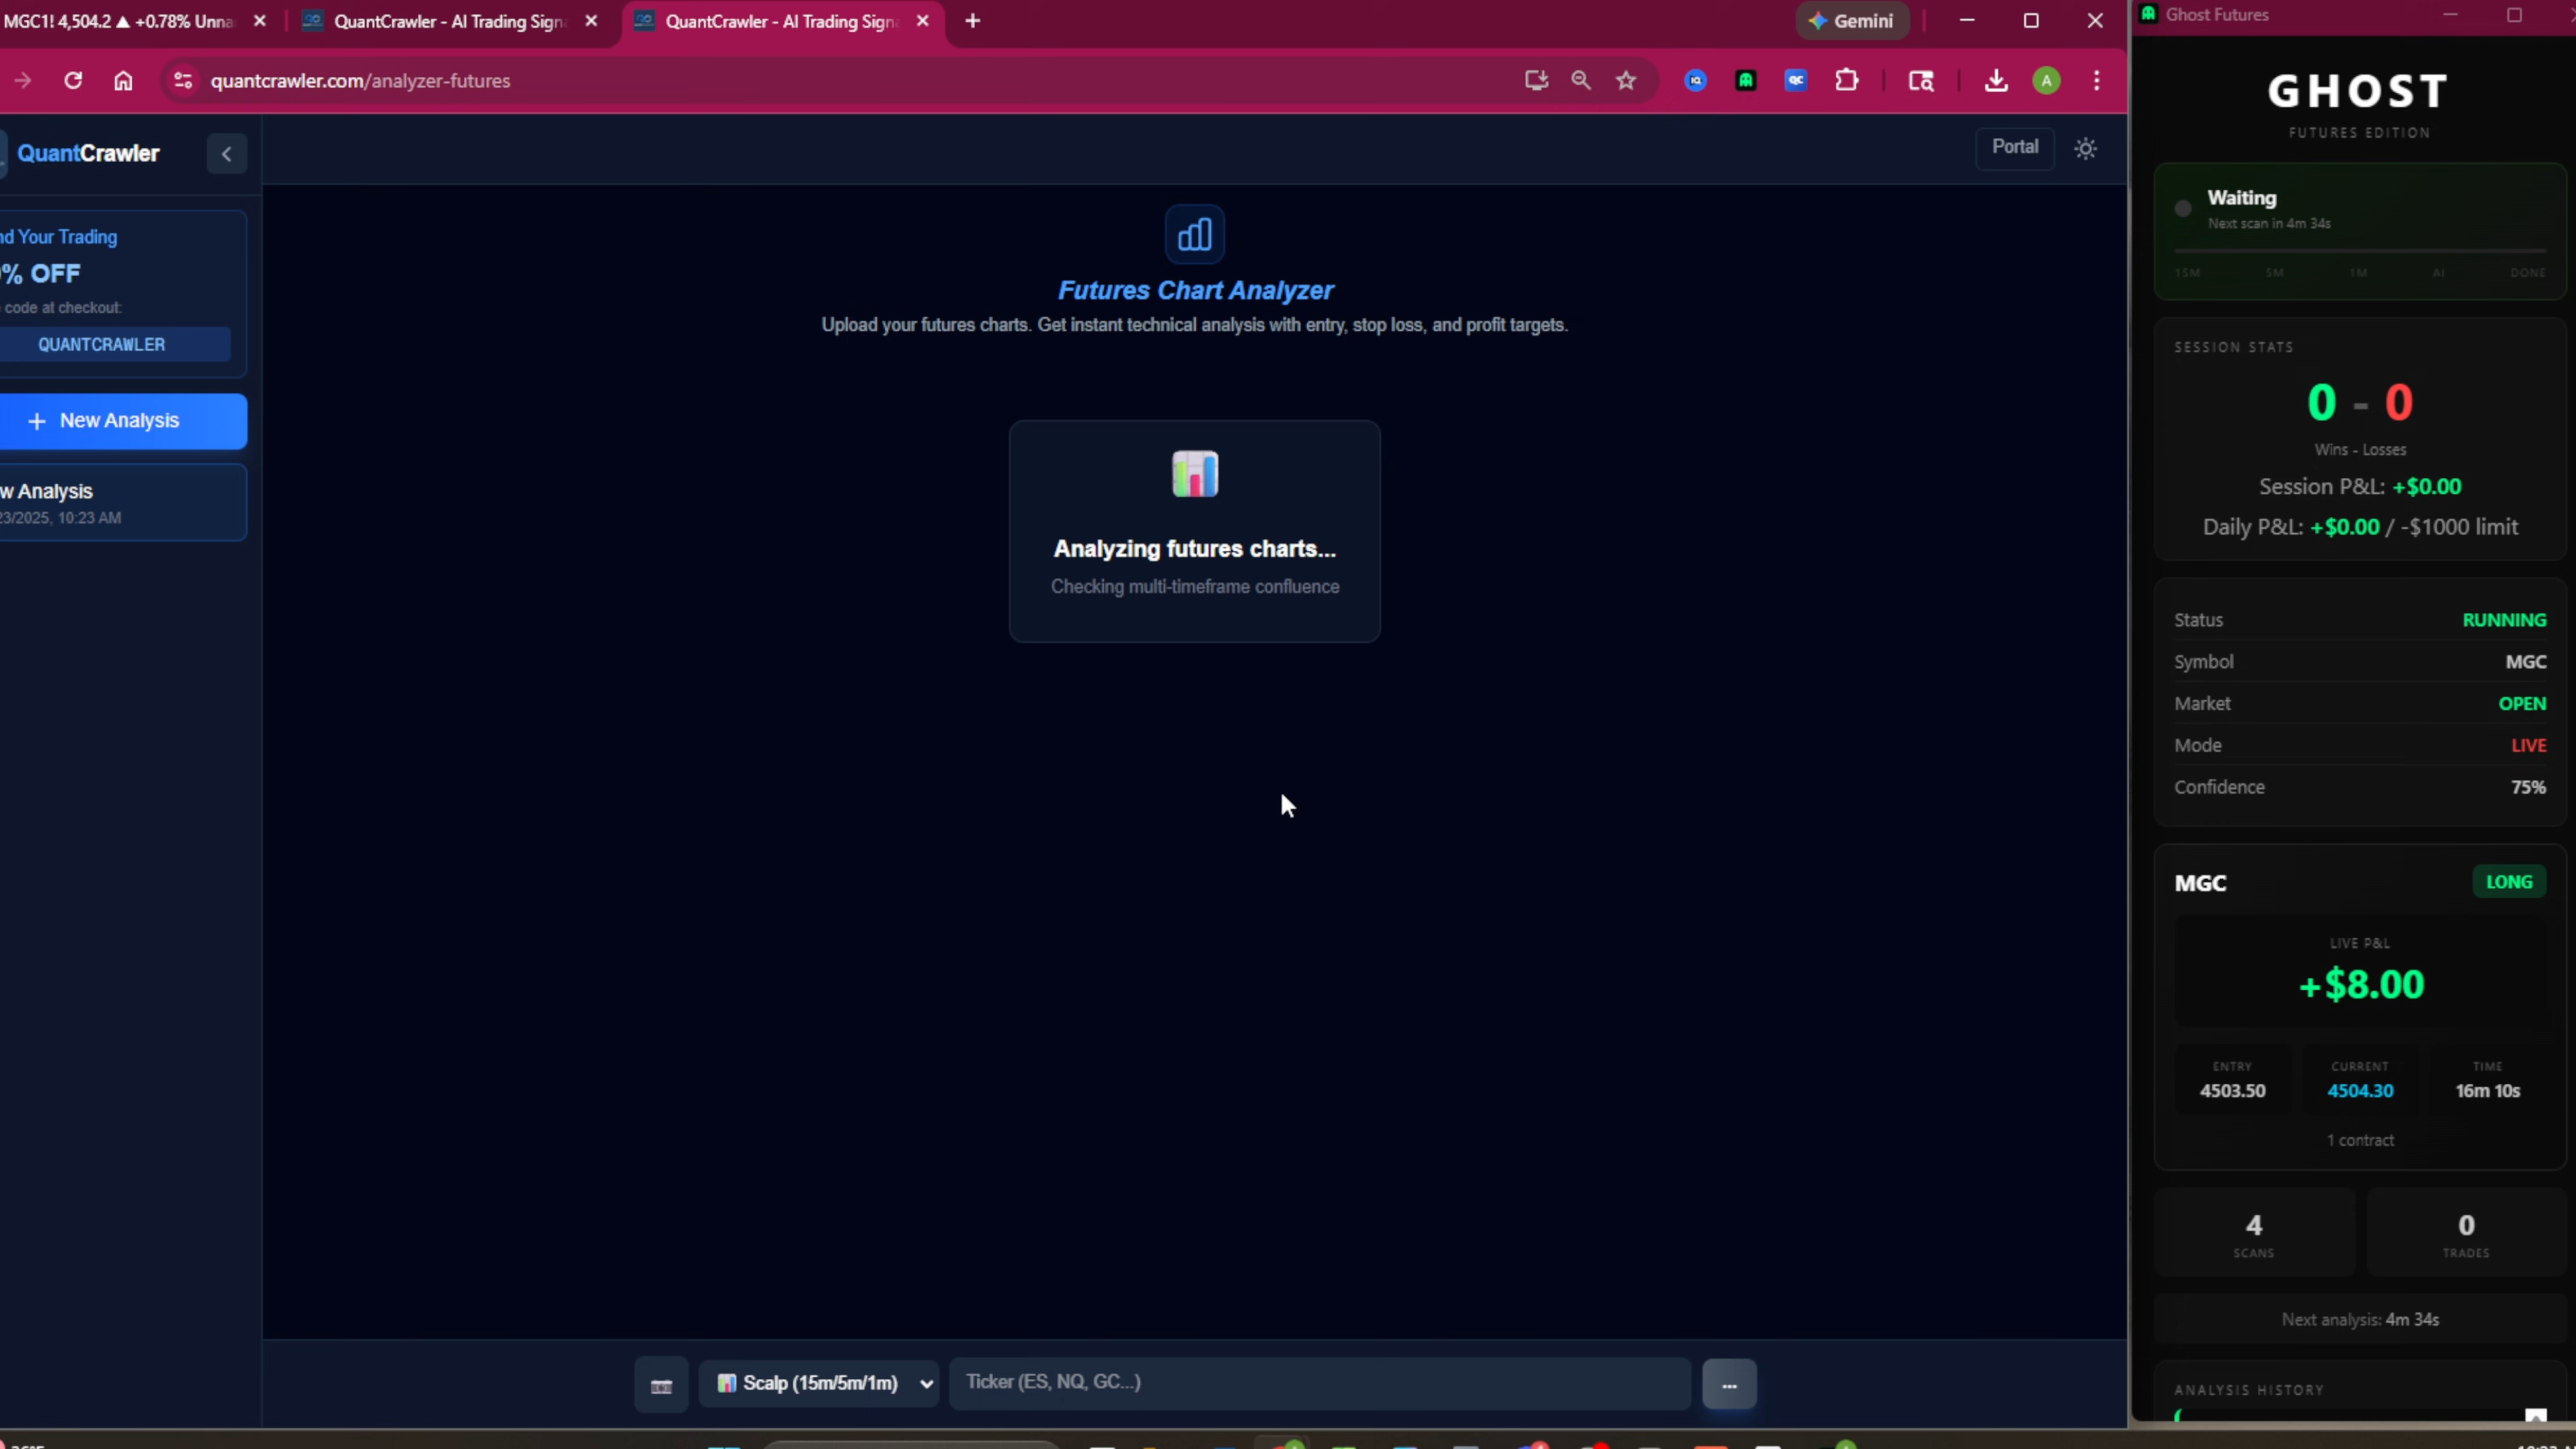 MGC1! 4,504.2 ▲ +0.78% Unna
QuantCrawler - AI Trading Sign
QuantCrawler - AI Trading Sign
Gemini
quantcrawler.com/analyzer-futures
A
QuantCrawler
nd Your Trading
% OFF
code at checkout:
QUANTCRAWLER
+ New Analysis
w Analysis
23/2025, 10:23 AM
Portal
Futures Chart Analyzer
Upload your futures charts. Get instant technical analysis with entry, stop loss, and profit targets.
Analyzing futures charts...
Checking multi-timeframe confluence
Scalp (15m/5m/1m)
Ticker (ES, NQ, GC...)
...
Ghost Futures
GHOST
FUTURES EDITION
Waiting
Next scan in 4m 34s
15M 5M 1M AI DONE
SESSION STATS
0 - 0
Wins - Losses
Session P&L: +$0.00
Daily P&L: +$0.00 / -$1000 limit
Status RUNNING
Symbol MGC
Market OPEN
Mode LIVE
Confidence 75%
MGC LONG
LIVE P&L
+$8.00
ENTRY CURRENT TIME
4503.50 4504.30 16m 10s
1 contract
4 0
SCANS TRADES
Next analysis: 4m 34s
ANALYSIS HISTORY